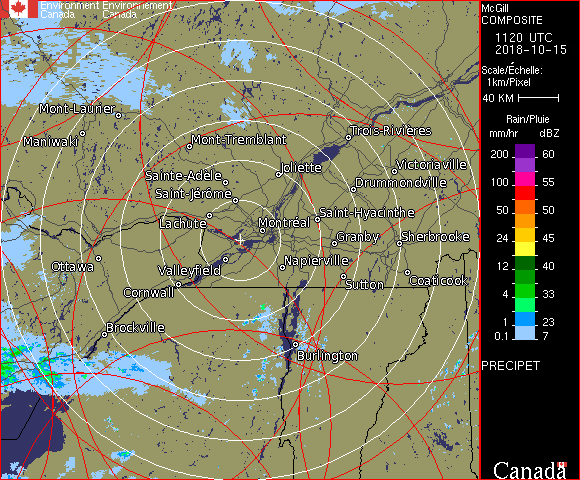 Environment Environnement
Canada Canada
McGill
COMPOSITE
1120 UTC
2018-10-15
Scale/Échelle:
1km/Pixel
40 KM
Rain/Pluie
mm/hr dBZ
200 60
100 55
50 50
24 45
12 40
4 33
1 23
0.1 7
PRECIPET
Canada
Mont-Laurier
Maniwaki
Mont-Tremblant
Trois-Rivières
Sainte-Adèle
Joliette
Victoriaville
Saint-Jérôme
Drummondville
Lachute
Montréal
Saint-Hyacinthe
Granby
Sherbrooke
Ottawa
Valleyfield
Napierville
Cornwall
Sutton
Coaticook
Brockville
Burlington